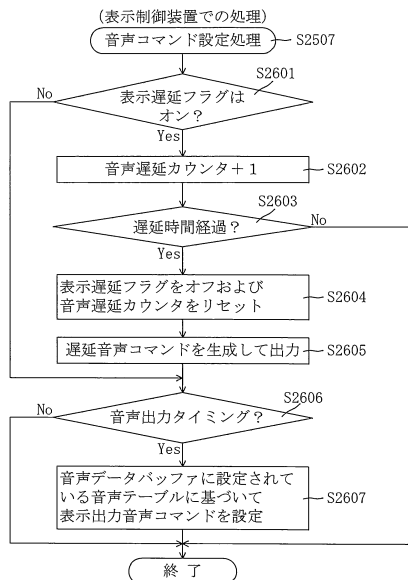 (表示制御装置での処理)
音声コマンド設定処理
S2507
S2601
No
表示遅延フラグは
オン？
Yes
音声遅延カウンタ＋１
S2602
S2603
遅延時間経過？
No
Yes
表示遅延フラグをオフおよび
音声遅延カウンタをリセット
S2604
遅延音声コマンドを生成して出力
S2605
S2606
No
音声出力タイミング？
Yes
音声データバッファに設定されて
いる音声テーブルに基づいて
表示出力音声コマンドを設定
S2607
終 了